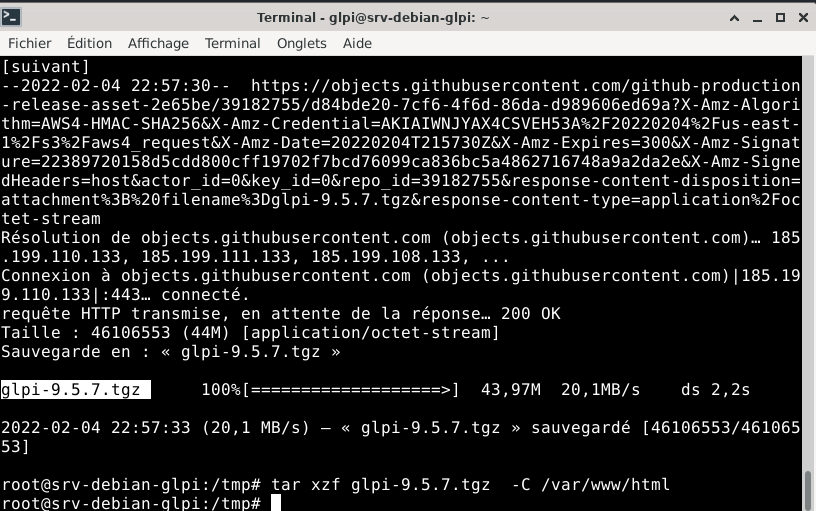 Terminal - glpi@srv-debian-glpi: ~
Fichier Édition Affichage Terminal Onglets Aide
[suivant]
--2022-02-04 22:57:30--  https://objects.githubusercontent.com/github-production
-release-asset-2e65be/39182755/d84bde20-7cf6-4f6d-86da-d989606ed69a?X-Amz-Algori
thm=AWS4-HMAC-SHA256&X-Amz-Credential=AKIAIWNJYAX4CSVEH53A%2F20220204%2Fus-east-
1%2Fs3%2Faws4_request&X-Amz-Date=20220204T215730Z&X-Amz-Expires=300&X-Amz-Signat
ure=22389720158d5cdd800cff19702f7bcd76099ca836bc5a4862716748a9a2da2e&X-Amz-Signe
dHeaders=host&actor_id=0&key_id=0&repo_id=39182755&response-content-disposition=
attachment%3B%20filename%3Dglpi-9.5.7.tgz&response-content-type=application%2Foc
tet-stream
Résolution de objects.githubusercontent.com (objects.githubusercontent.com)… 185
.199.110.133, 185.199.111.133, 185.199.108.133, ...
Connexion à objects.githubusercontent.com (objects.githubusercontent.com)|185.19
9.110.133|:443… connecté.
requête HTTP transmise, en attente de la réponse… 200 OK
Taille : 46106553 (44M) [application/octet-stream]
Sauvegarde en : « glpi-9.5.7.tgz »
glpi-9.5.7.tgz      100%[===================>]  43,97M  20,1MB/s    ds 2,2s
2022-02-04 22:57:33 (20,1 MB/s) — « glpi-9.5.7.tgz » sauvegardé [46106553/461065
53]
root@srv-debian-glpi:/tmp# tar xzf glpi-9.5.7.tgz  -C /var/www/html
root@srv-debian-glpi:/tmp#